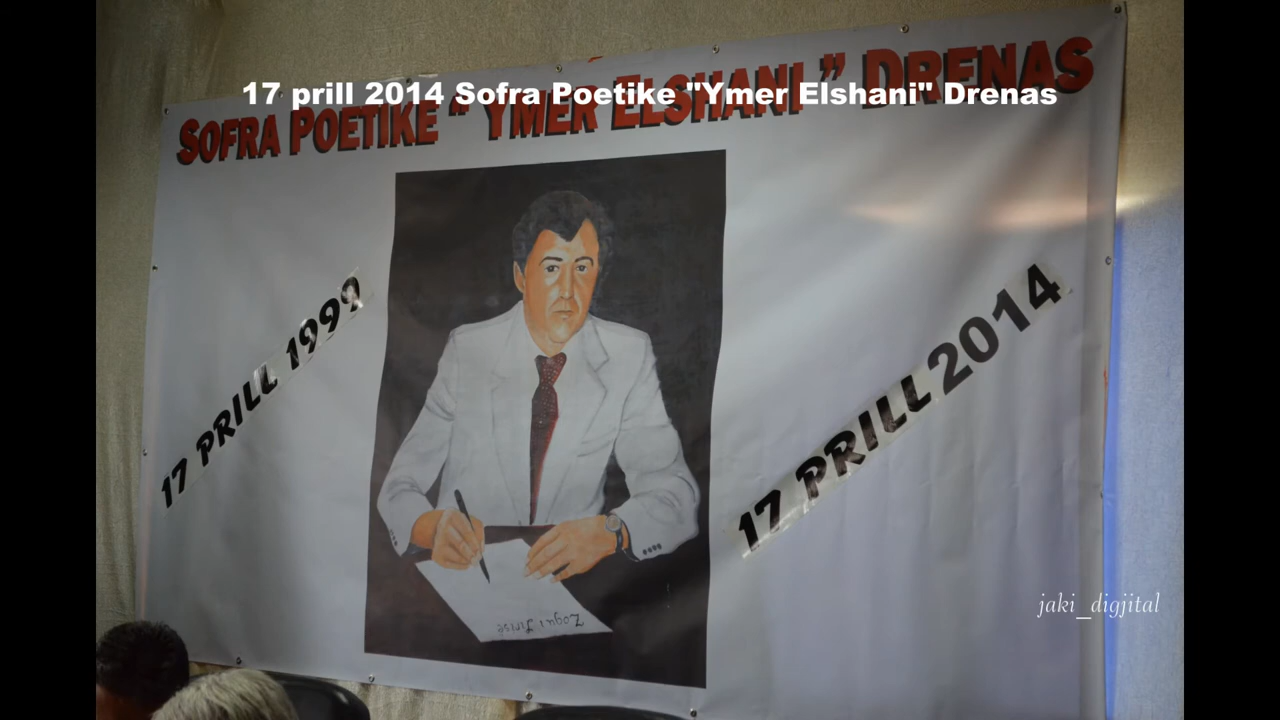 17 prill 2014 Sofra Poetike "Ymer Elshani" Drenas
SOFRA POETIKE " YMER ELSHANI " DRENAS
17 PRILL 1999
17 PRILL 2014
Zogu i
jaki_digjital